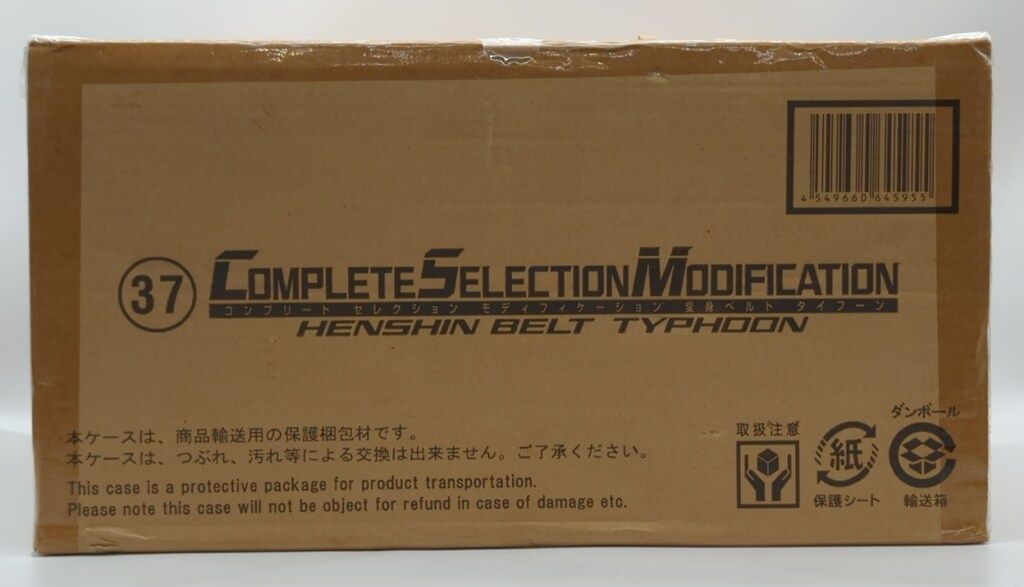 4 549660 645955
37 COMPLETE SELECTION MODIFICATION
コンプリート セレクション モディフィケーション 変身ベルト タイフーン
HENSHIN BELT TYPHOON
本ケースは、商品輸送用の保護梱包材です。
本ケースは、つぶれ、汚れ等による交換は出来ません。ご了承ください。
This case is a protective package for product transportation.
Please note this case will not be object for refund in case of damage etc.
取扱注意
紙
保護シート
ダンボール
輸送箱